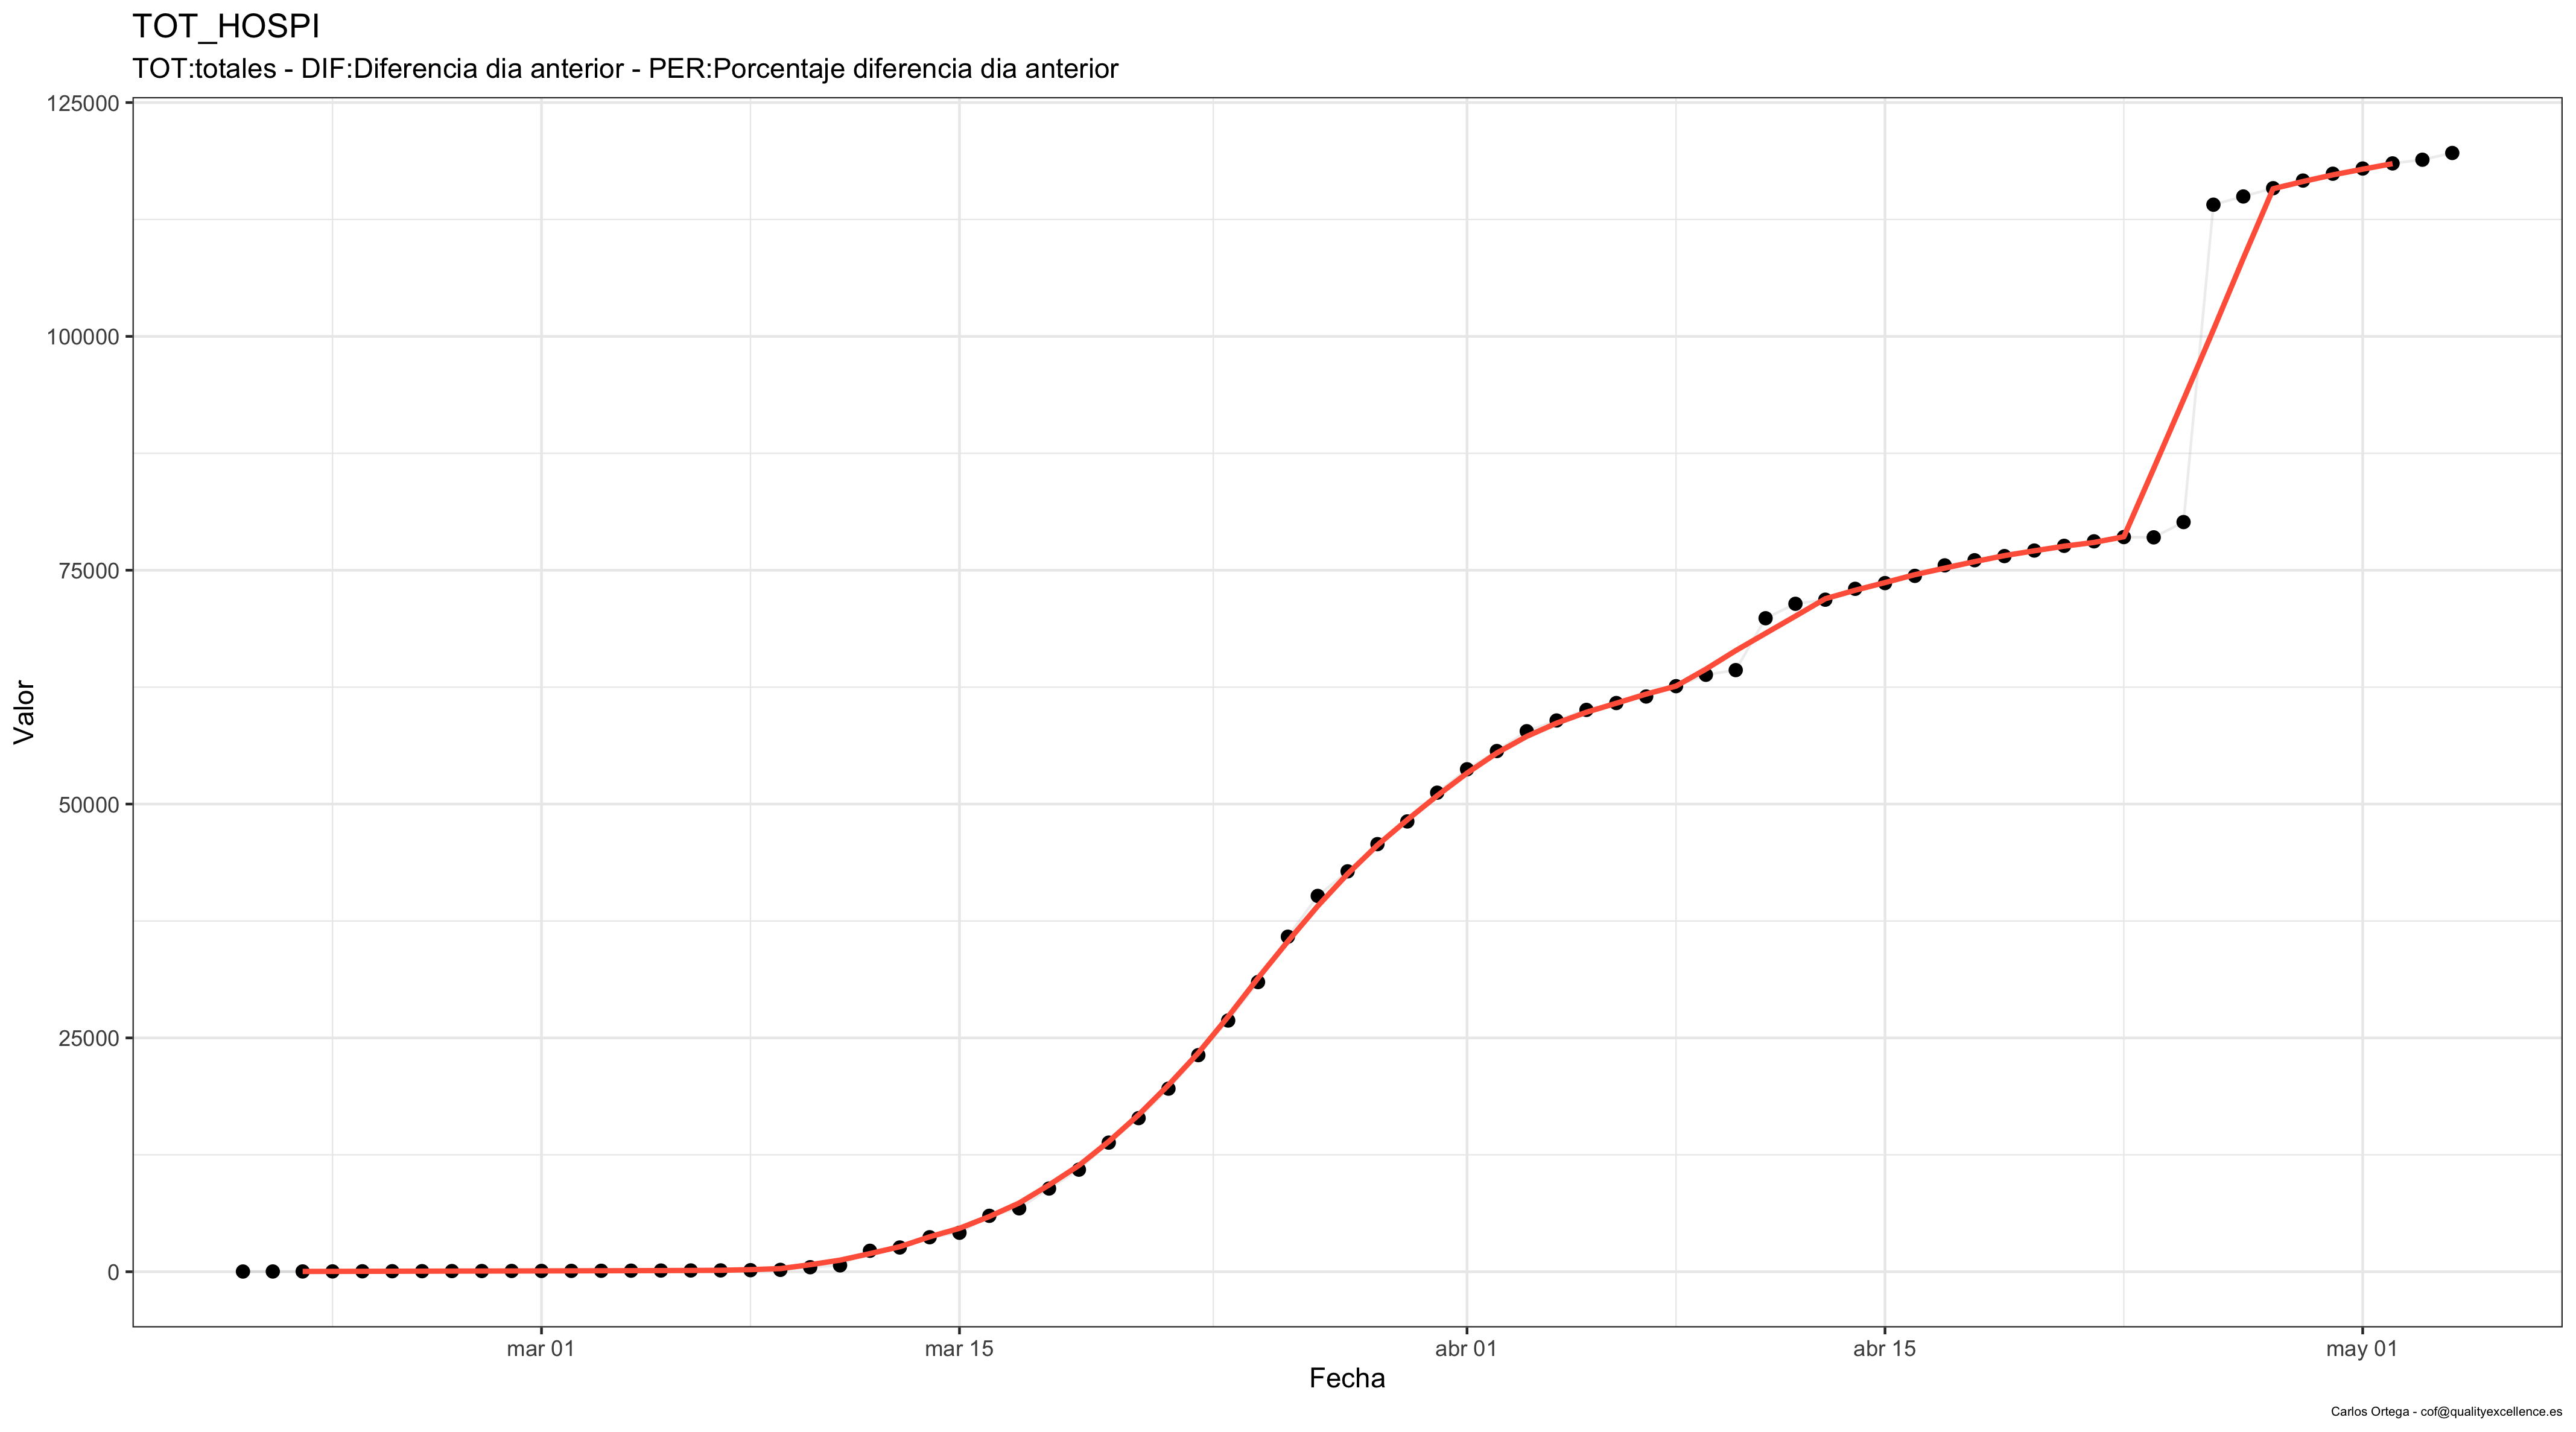 TOT_HOSPI
TOT:totales - DIF:Diferencia dia anterior - PER:Porcentaje diferencia dia anterior
125000
100000
75000
50000
25000
0
Valor
mar 01
mar 15
abr 01
abr 15
may 01
Fecha
Carlos Ortega - cof@qualityexcellence.es